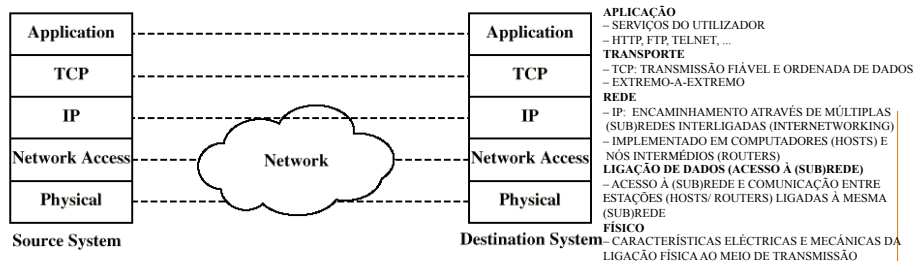 Application
TCP
IP
Network Access
Physical
Source System
Network
Application
TCP
IP
Network Access
Physical
Destination System
APLICAÇÃO
– SERVIÇOS DO UTILIZADOR
– HTTP, FTP, TELNET, ...
TRANSPORTE
– TCP: TRANSMISSÃO FIÁVEL E ORDENADA DE DADOS
– EXTREMO-A-EXTREMO
REDE
– IP: ENCAMINHAMENTO ATRAVÉS DE MÚLTIPLAS
(SUB)REDES INTERLIGADAS (INTERNETWORKING)
– IMPLEMENTADO EM COMPUTADORES (HOSTS) E
NÓS INTERMÉDIOS (ROUTERS)
LIGAÇÃO DE DADOS (ACESSO À (SUB)REDE)
– ACESSO À (SUB)REDE E COMUNICAÇÃO ENTRE
ESTAÇÕES (HOSTS/ ROUTERS) LIGADAS À MESMA
(SUB)REDE
FÍSICO
– CARACTERÍSTICAS ELÉCTRICAS E MECÁNICAS DA
LIGAÇÃO FÍSICA AO MEIO DE TRANSMISSÃO